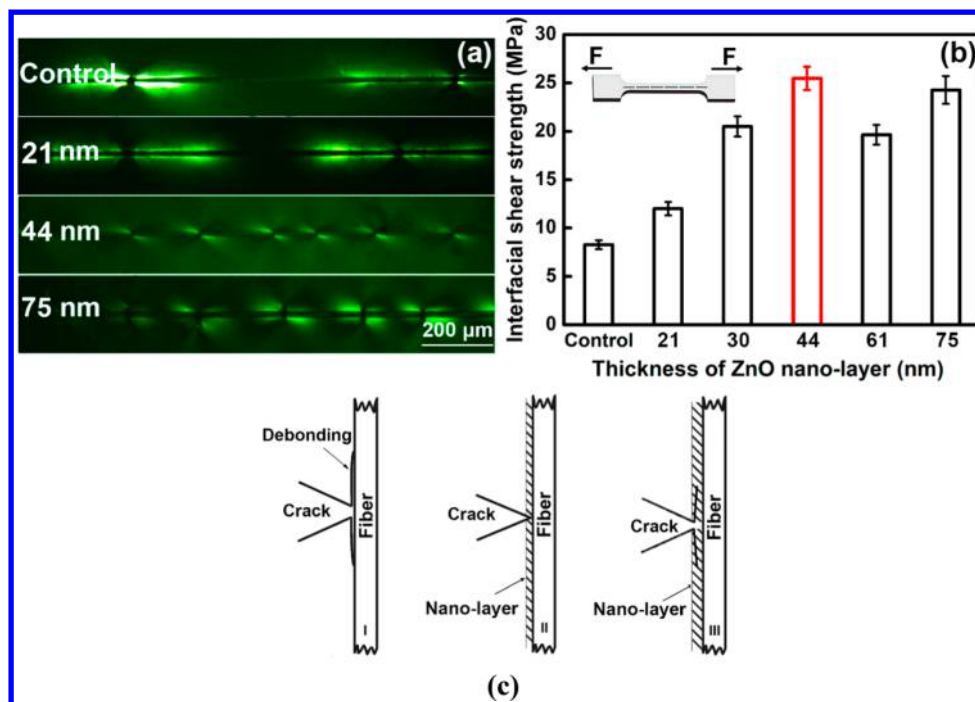 (a)
Control
21 nm
44 nm
75 nm
200 μm
(b)
Interfacial shear strength (MPa)
30
25
20
15
10
5
0
F
F
Control 21 30 44 61 75
Thickness of ZnO nano-layer (nm)
Debonding
Crack
Fiber
I
Crack
Fiber
Nano-layer
II
Crack
Fiber
Nano-layer
III
(c)